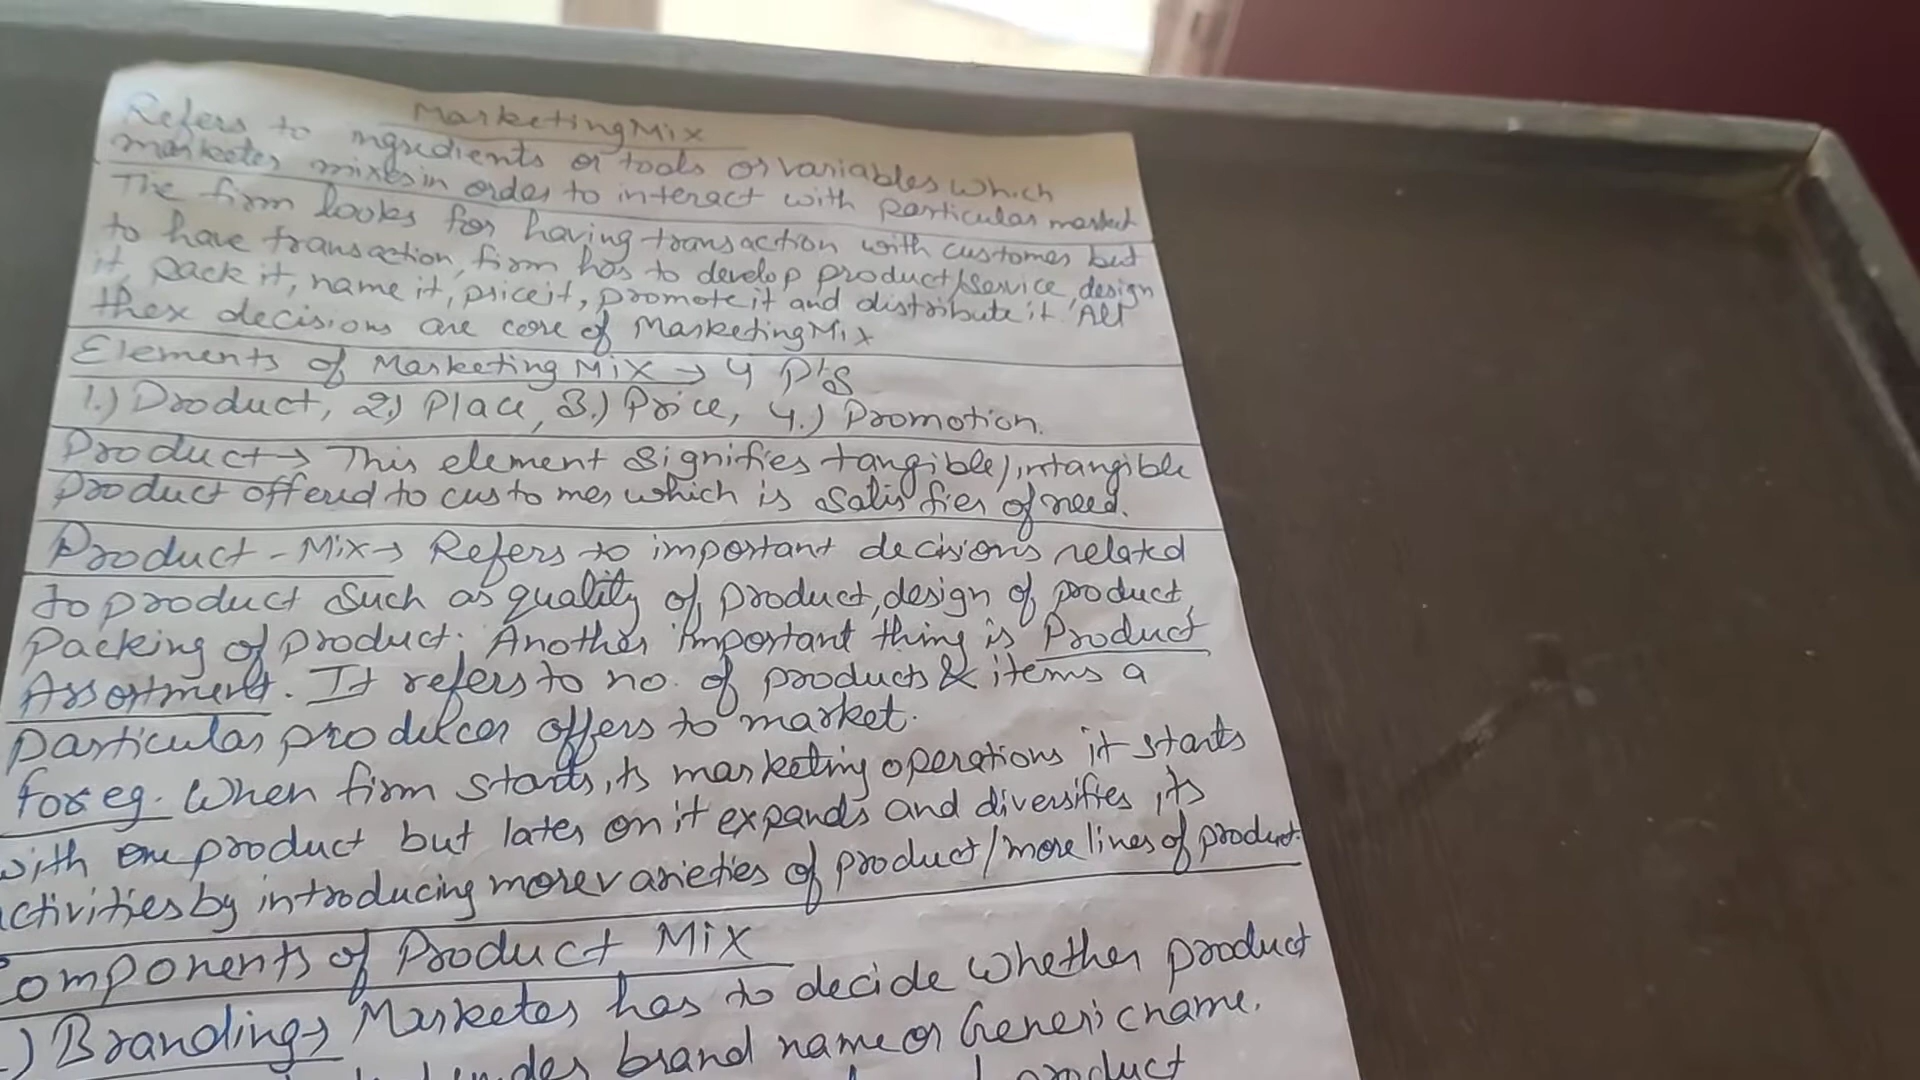 Marketing Mix
Refers to ingredients or tools or variables which
marketer mixes in order to interact with particular market
The firm looks for having transaction with customer but
to have transaction, firm has to develop product/service, design
it, pack it, name it, price it, promote it and distribute it. All
these decisions are core of Marketing Mix
Elements of Marketing Mix → 4 P's
1.) Product, 2.) Place, 3.) Price, 4.) Promotion.
Product → This element signifies tangible/intangible
product offered to customer which is satisfies of need.
Product - Mix → Refers to important decisions related
to product such as quality of product, design of product,
Packing of product. Another important thing is Product
Assortment. It refers to no. of products & items a
particular producer offers to market.
For eg. When firm starts its marketing operations it starts
with one product but later on it expands and diversifies its
activities by introducing more varieties of product/more lines of product.
Components of Product Mix
.) Branding → Marketer has to decide whether product
brand name or Generic name.
product